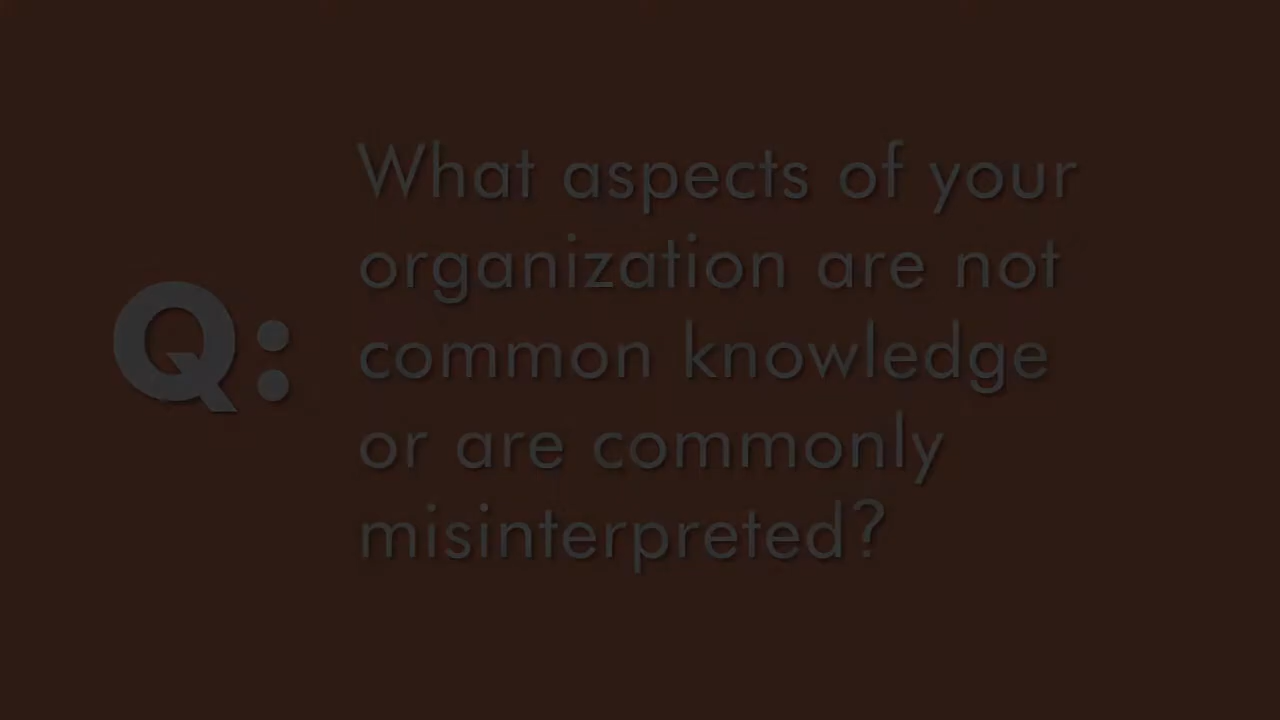 Q:
What aspects of your
organization are not
common knowledge
or are commonly
misinterpreted?